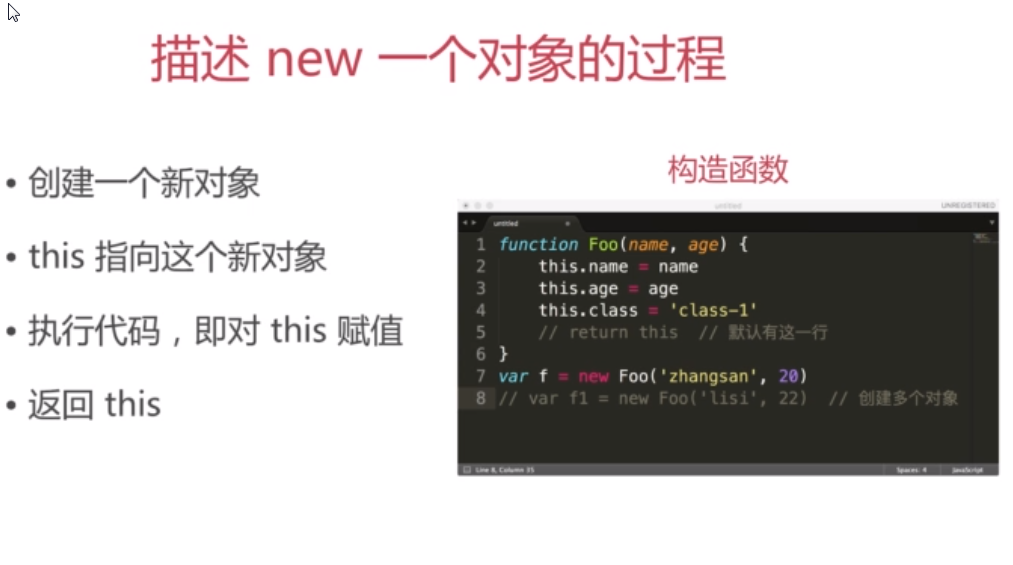 描述 new 一个对象的过程
• 创建一个新对象
• this 指向这个新对象
• 执行代码，即对 this 赋值
• 返回 this
构造函数
untitled
UNREGISTERED
untitled
1 function Foo(name, age) {
2 this.name = name
3 this.age = age
4 this.class = 'class-1'
5 // return this // 默认有这一行
6 }
7 var f = new Foo('zhangsan', 20)
8 // var f1 = new Foo('lisi', 22) // 创建多个对象
Line 8, Column 35
Spaces: 4
JavaScript